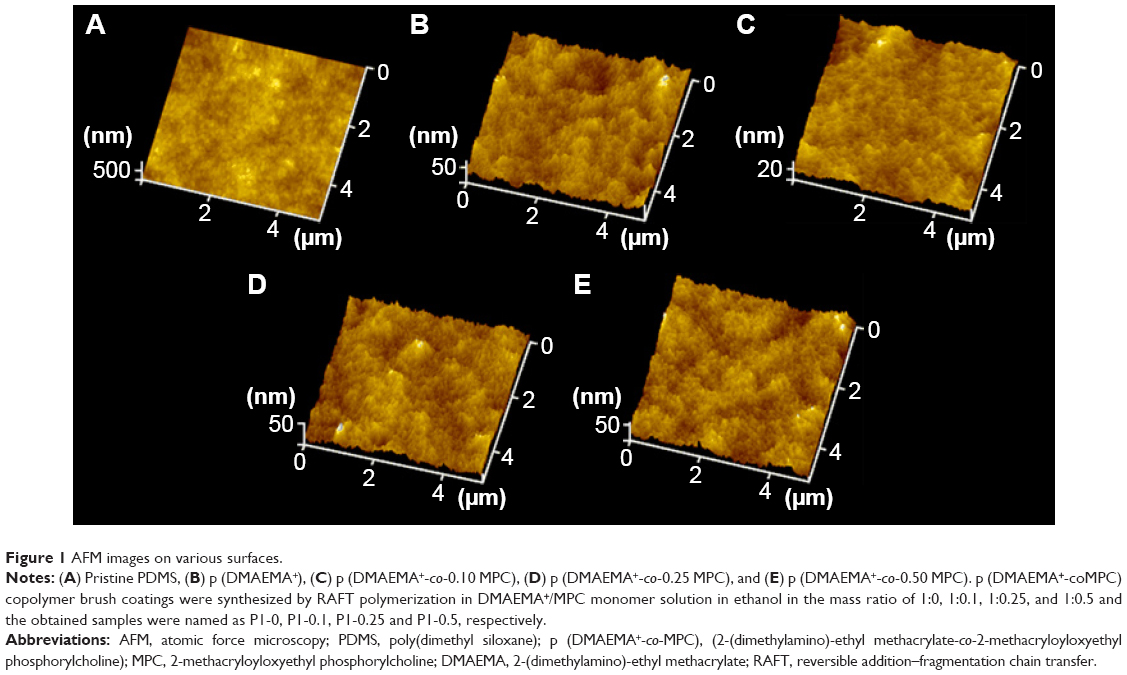 A
B
C
(nm)
500
2
4
(µm)
0
2
4
(nm)
50
0
2
4
(µm)
0
2
4
(nm)
20
2
4
(µm)
0
2
4
D
E
(nm)
50
0
2
4
(µm)
0
2
4
(nm)
50
0
2
4
(µm)
0
2
4
Figure 1 AFM images on various surfaces.
Notes: (A) Pristine PDMS, (B) p (DMAEMA⁺), (C) p (DMAEMA⁺-co-0.10 MPC), (D) p (DMAEMA⁺-co-0.25 MPC), and (E) p (DMAEMA⁺-co-0.50 MPC). p (DMAEMA⁺-coMPC)
copolymer brush coatings were synthesized by RAFT polymerization in DMAEMA⁺/MPC monomer solution in ethanol in the mass ratio of 1:0, 1:0.1, 1:0.25, and 1:0.5 and
the obtained samples were named as P1-0, P1-0.1, P1-0.25 and P1-0.5, respectively.
Abbreviations: AFM, atomic force microscopy; PDMS, poly(dimethyl siloxane); p (DMAEMA⁺-co-MPC), (2-(dimethylamino)-ethyl methacrylate-co-2-methacryloyloxyethyl
phosphorylcholine); MPC, 2-methacryloyloxyethyl phosphorylcholine; DMAEMA, 2-(dimethylamino)-ethyl methacrylate; RAFT, reversible addition–fragmentation chain transfer.